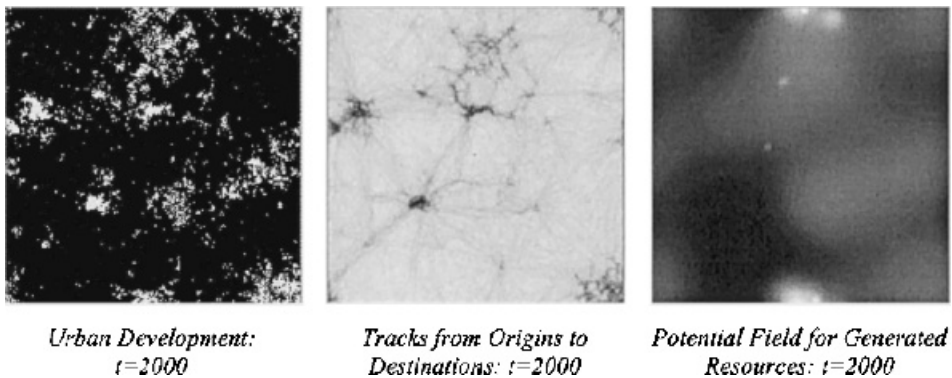 Urban Development:
t=2000
Tracks from Origins to
Destinations: t=2000
Potential Field for Generated
Resources: t=2000